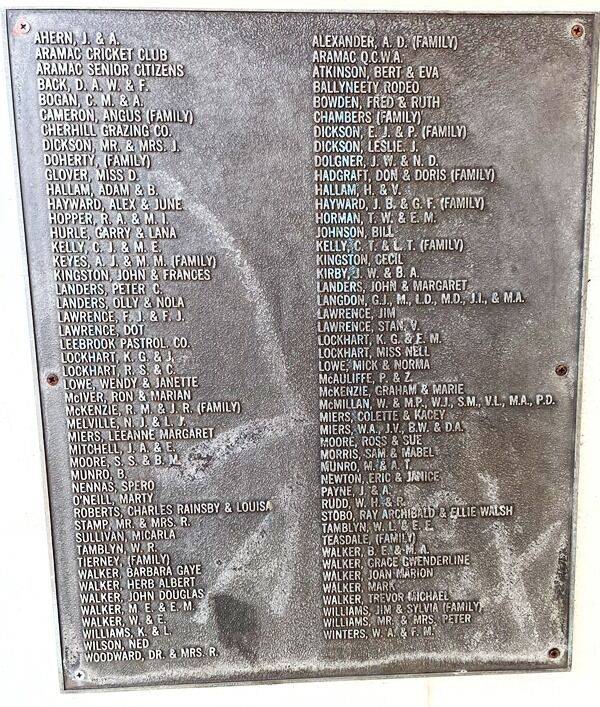 AHERN, J. & A.
ARAMAC CRICKET CLUB
ARAMAC SENIOR CITIZENS
BACK, D. A. W. & F.
BOGAN, C. M. & A.
CAMERON, ANGUS (FAMILY)
CHERHILL GRAZING CO.
DICKSON, MR. & MRS. J.
DOHERTY, (FAMILY)
GLOVER, MISS D.
HALLAM, ADAM & B.
HAYWARD, ALEX & JUNE
HOPPER, R. A. & M. I.
HURLE, GARRY & LANA
KELLY, C. J. & M. E.
KEYES, A. J. & M. M. (FAMILY)
KINGSTON, JOHN & FRANCES
LANDERS, PETER C.
LANDERS, OLLY & NOLA
LAWRENCE, F. J. & F. J.
LAWRENCE, DOT
LEEBROOK PASTROL. CO.
LOCKHART, K. G. & J.
LOCKHART, R. S. & C.
LOWE, WENDY & JANETTE
McIVER, RON & MARIAN
McKENZIE, R. M. & J. R. (FAMILY)
MELVILLE, N. J. & L. J.
MIERS, LEEANNE MARGARET
MITCHELL, J. A. & E.
MOORE, S. S. & B. M.
MUNRO, B.
NENNAS, SPERO
O'NEILL, MARTY
ROBERTS, CHARLES RAINSBY & LOUISA
STAMP, MR. & MRS. R.
SULLIVAN, MICARLA
TAMBLYN, W. R.
TIERNEY, (FAMILY)
WALKER, BARBARA GAYE
WALKER, HERB ALBERT
WALKER, JOHN DOUGLAS
WALKER, M. E. & E. M.
WALKER, W. & E.
WILLIAMS, K. & L.
WILSON, NED
WOODWARD, DR. & MRS. R.
ALEXANDER, A. D. (FAMILY)
ARAMAC Q.C.W.A.
ATKINSON, BERT & EVA
BALLYNEETY RODEO
BOWDEN, FRED & RUTH
CHAMBERS (FAMILY)
DICKSON, E. J. & P. (FAMILY)
DICKSON, LESLIE. J.
DOLGNER, J. W. & N. D.
HADGRAFT, DON & DORIS (FAMILY)
HALLAM, H. & V.
HAYWARD, J. B. & G. F. (FAMILY)
HORMAN, T. W. & E. M.
JOHNSON, BILL
KELLY, C. T. & L. T. (FAMILY)
KINGSTON, CECIL
KIRBY, J. W. & B. A.
LANDERS, JOHN & MARGARET
LANGDON, G.J., M., L.D., M.D., J.I., & M.A.
LAWRENCE, JIM
LAWRENCE, STAN, V.
LOCKHART, K. G. & E. M.
LOCKHART, MISS NELL
LOWE, MICK & NORMA
McAULIFFE, P. & Z.
McKENZIE, GRAHAM & MARIE
McMILLAN, W. & M.P., W.J., S.M., V.L., M.A., P.D.
MIERS, COLETTE & KACEY
MIERS, W.A., J.V., B.W. & D.A.
MOORE, ROSS & SUE
MORRIS, SAM & MABEL
MUNRO, M. & A. T.
NEWTON, ERIC & JANICE
PAYNE, J. & A.
RUDD, W. H. & R.
STOBO, RAY ARCHIBALD & ELLIE WALSH
TAMBLYN, W. L. & E. E.
TEASDALE, (FAMILY)
WALKER, B. E. & M. A.
WALKER, GRACE GWENDERLINE
WALKER, JOAN MARION
WALKER, MARK
WALKER, TREVOR MICHAEL
WILLIAMS, JIM & SYLVIA (FAMILY)
WILLIAMS, MR. & MRS. PETER
WINTERS, W. A. & F. M.